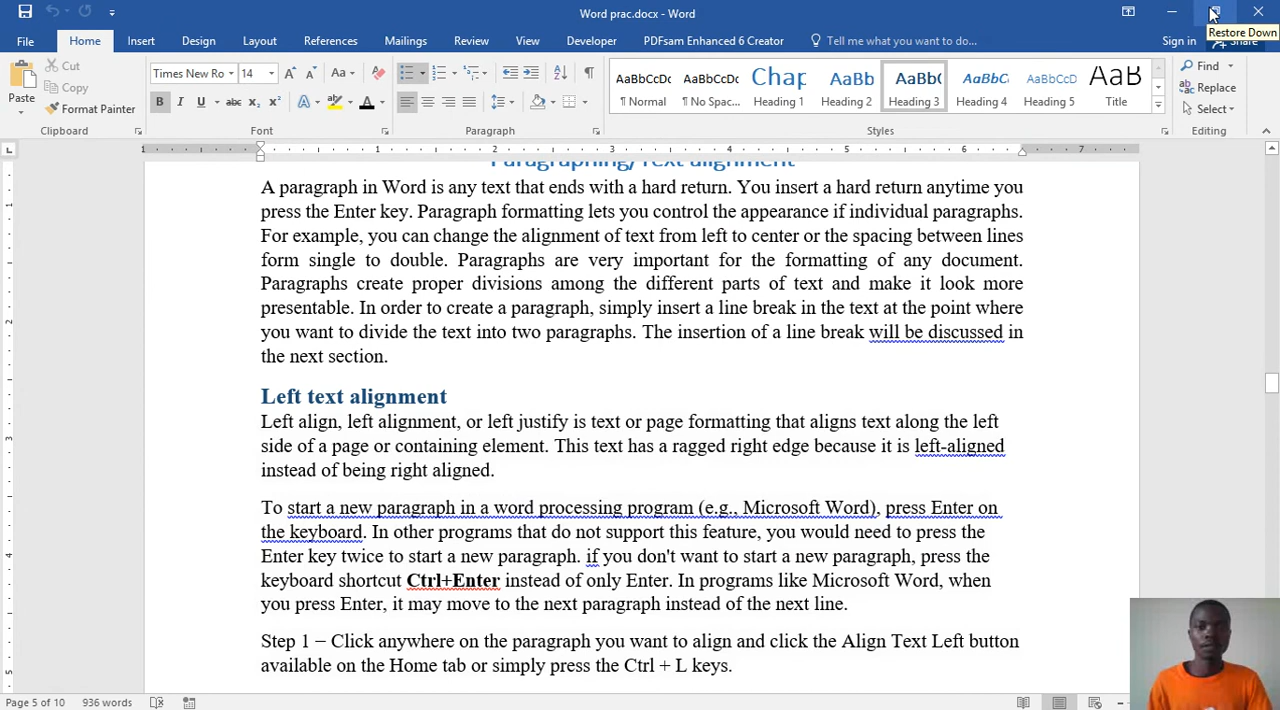 Word prac.docx - Word
Restore Down
File Home Insert Design Layout References Mailings Review View Developer PDFsam Enhanced 6 Creator Tell me what you want to do... Sign in Share
Paste
Cut
Copy
Format Painter
Clipboard
Times New Ro 14 Aa
B I U abc x₂ x² A A
Font
Paragraph
AaBbCcDc AaBbCcDc Chap AaBb AaBb( AaBbC AaBbCcD AaB
¶ Normal ¶ No Spac... Heading 1 Heading 2 Heading 3 Heading 4 Heading 5 Title
Styles
Find
Replace
Select
Editing
1 1 2 3 4 5 6 7
Paragraphing/Text alignment
A paragraph in Word is any text that ends with a hard return. You insert a hard return anytime you
press the Enter key. Paragraph formatting lets you control the appearance if individual paragraphs.
For example, you can change the alignment of text from left to center or the spacing between lines
form single to double. Paragraphs are very important for the formatting of any document.
Paragraphs create proper divisions among the different parts of text and make it look more
presentable. In order to create a paragraph, simply insert a line break in the text at the point where
you want to divide the text into two paragraphs. The insertion of a line break will be discussed in
the next section.
Left text alignment
Left align, left alignment, or left justify is text or page formatting that aligns text along the left
side of a page or containing element. This text has a ragged right edge because it is left-aligned
instead of being right aligned.
To start a new paragraph in a word processing program (e.g., Microsoft Word), press Enter on
the keyboard. In other programs that do not support this feature, you would need to press the
Enter key twice to start a new paragraph. if you don't want to start a new paragraph, press the
keyboard shortcut Ctrl+Enter instead of only Enter. In programs like Microsoft Word, when
you press Enter, it may move to the next paragraph instead of the next line.
Step 1 − Click anywhere on the paragraph you want to align and click the Align Text Left button
available on the Home tab or simply press the Ctrl + L keys.
Page 5 of 10 936 words